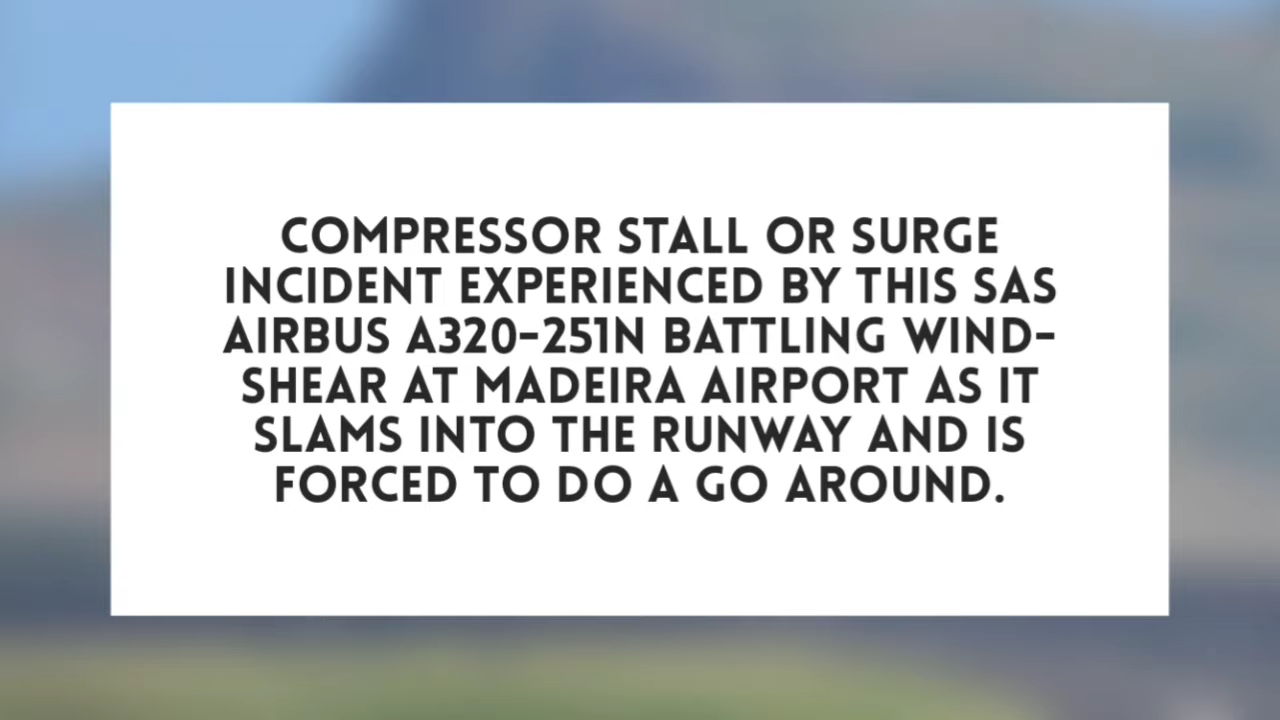 COMPRESSOR STALL OR SURGE
INCIDENT EXPERIENCED BY THIS SAS
AIRBUS A320-251N BATTLING WIND-
SHEAR AT MADEIRA AIRPORT AS IT
SLAMS INTO THE RUNWAY AND IS
FORCED TO DO A GO AROUND.